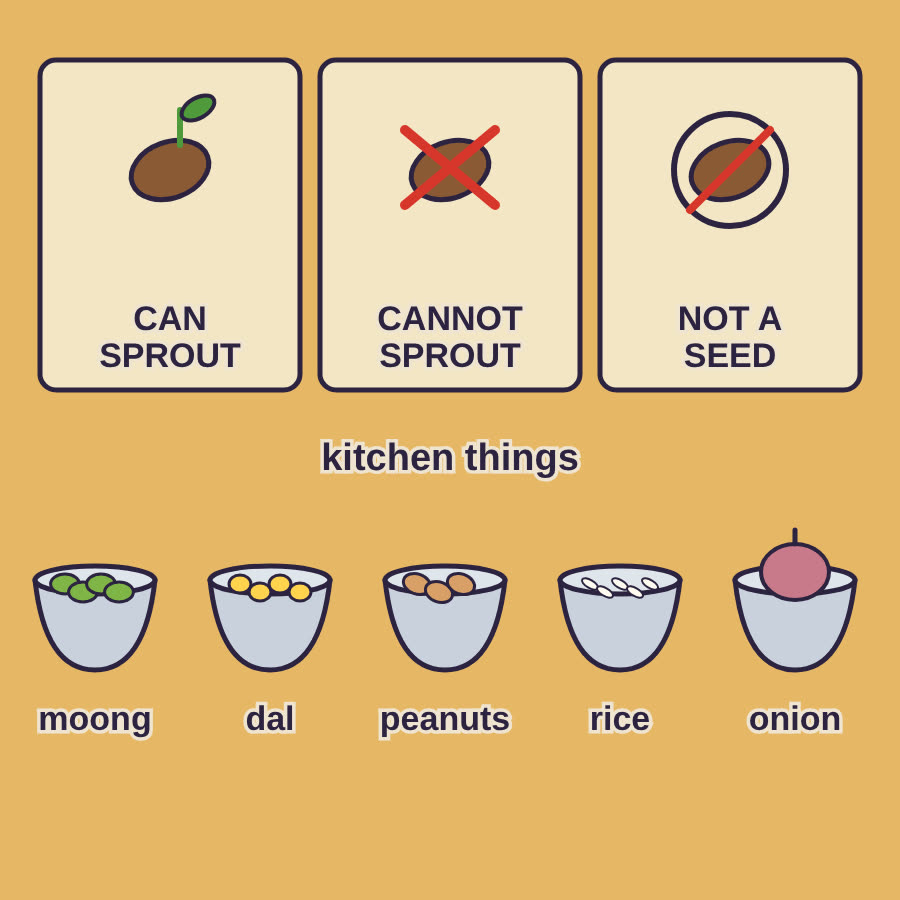 CAN
SPROUT
CANNOT
SPROUT
NOT A
SEED
kitchen things
moong
dal
peanuts
rice
onion